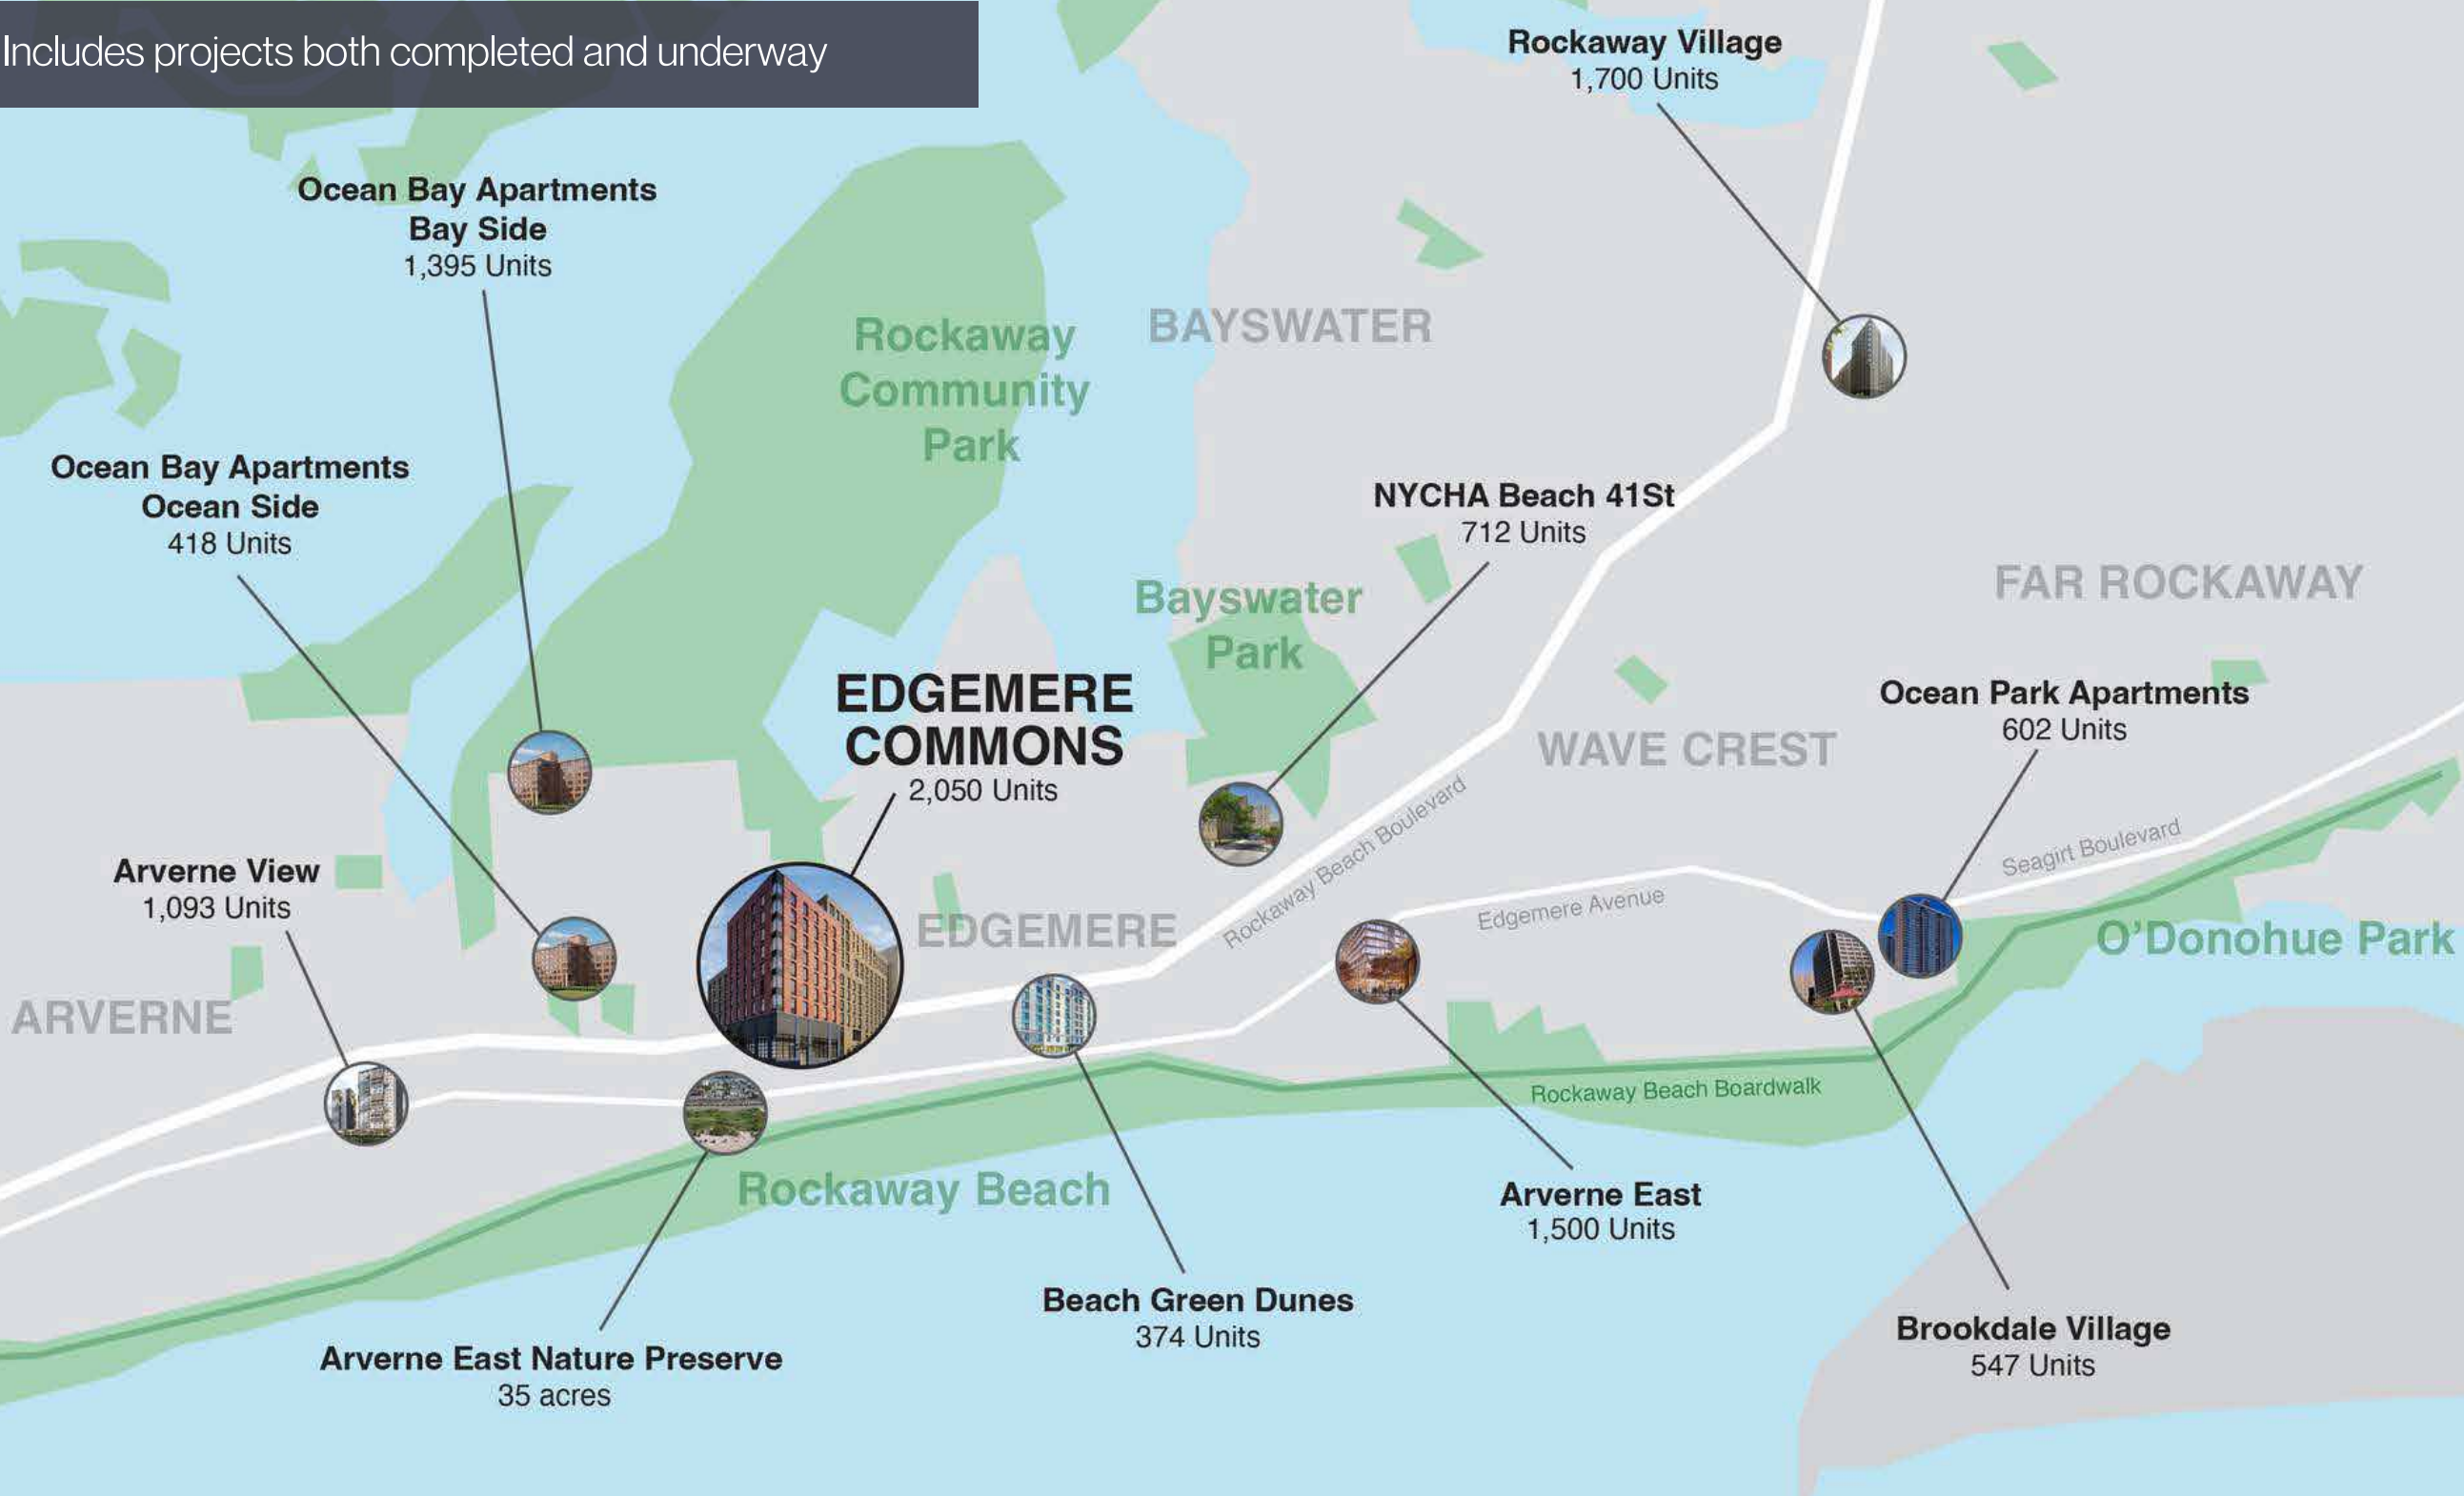 Includes projects both completed and underway
Rockaway Village
1,700 Units
Ocean Bay Apartments
Bay Side
1,395 Units
Rockaway
Community
Park
BAYSWATER
Ocean Bay Apartments
Ocean Side
418 Units
NYCHA Beach 41St
712 Units
Bayswater
Park
FAR ROCKAWAY
EDGEMERE
COMMONS
2,050 Units
Ocean Park Apartments
602 Units
WAVE CREST
Rockaway Beach Boulevard
Seagirt Boulevard
Arverne View
1,093 Units
EDGEMERE
Edgemere Avenue
O'Donohue Park
ARVERNE
Rockaway Beach Boardwalk
Rockaway Beach
Arverne East
1,500 Units
Beach Green Dunes
374 Units
Brookdale Village
547 Units
Arverne East Nature Preserve
35 acres